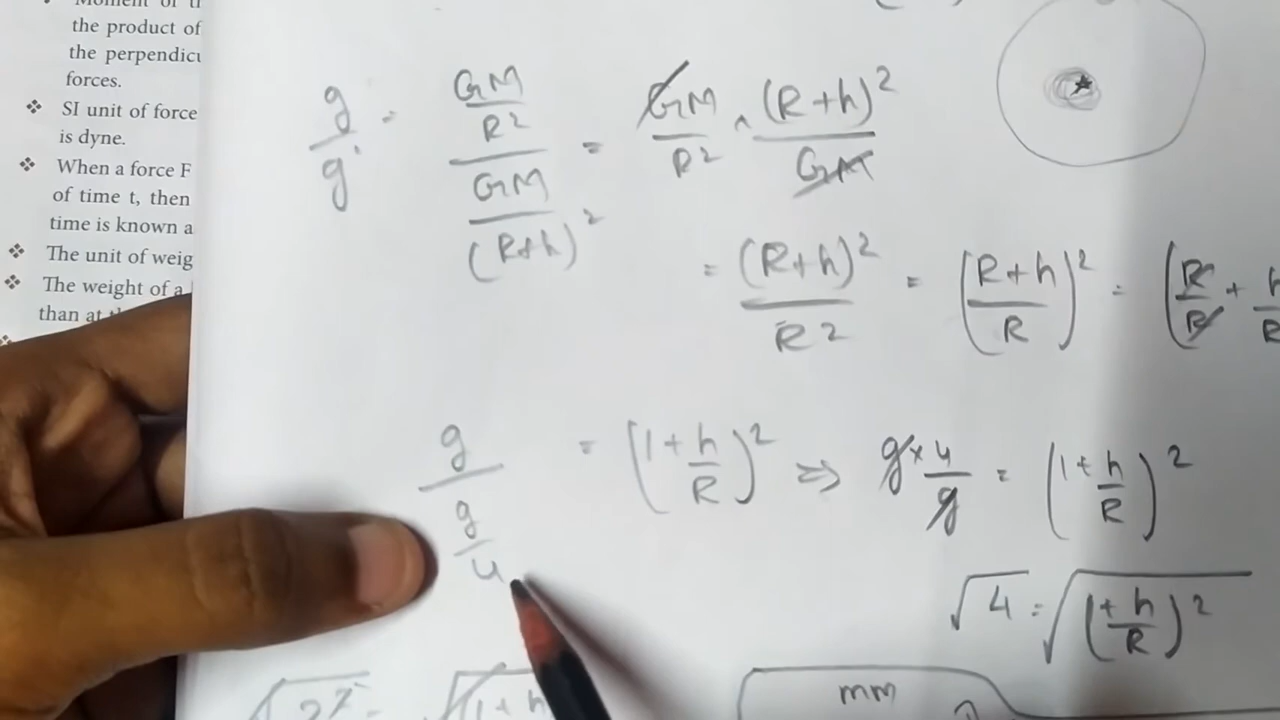 the product of
the perpendicu
forces.
❖ SI unit of force
is dyne.
❖ When a force F
of time t, then
time is known a
❖ The unit of weig
❖ The weight of a
than at
g/g' = (GM/R²)/(GM/(R+h)²) = GM/R² × (R+h)²/GM
= (R+h)²/R² = ((R+h)/R)² = (R/R + h/R
g/(g/4) = (1+h/R)² ⇒ g×4/g = (1+h/R)²
√4 = √(1+h/R)²
mm